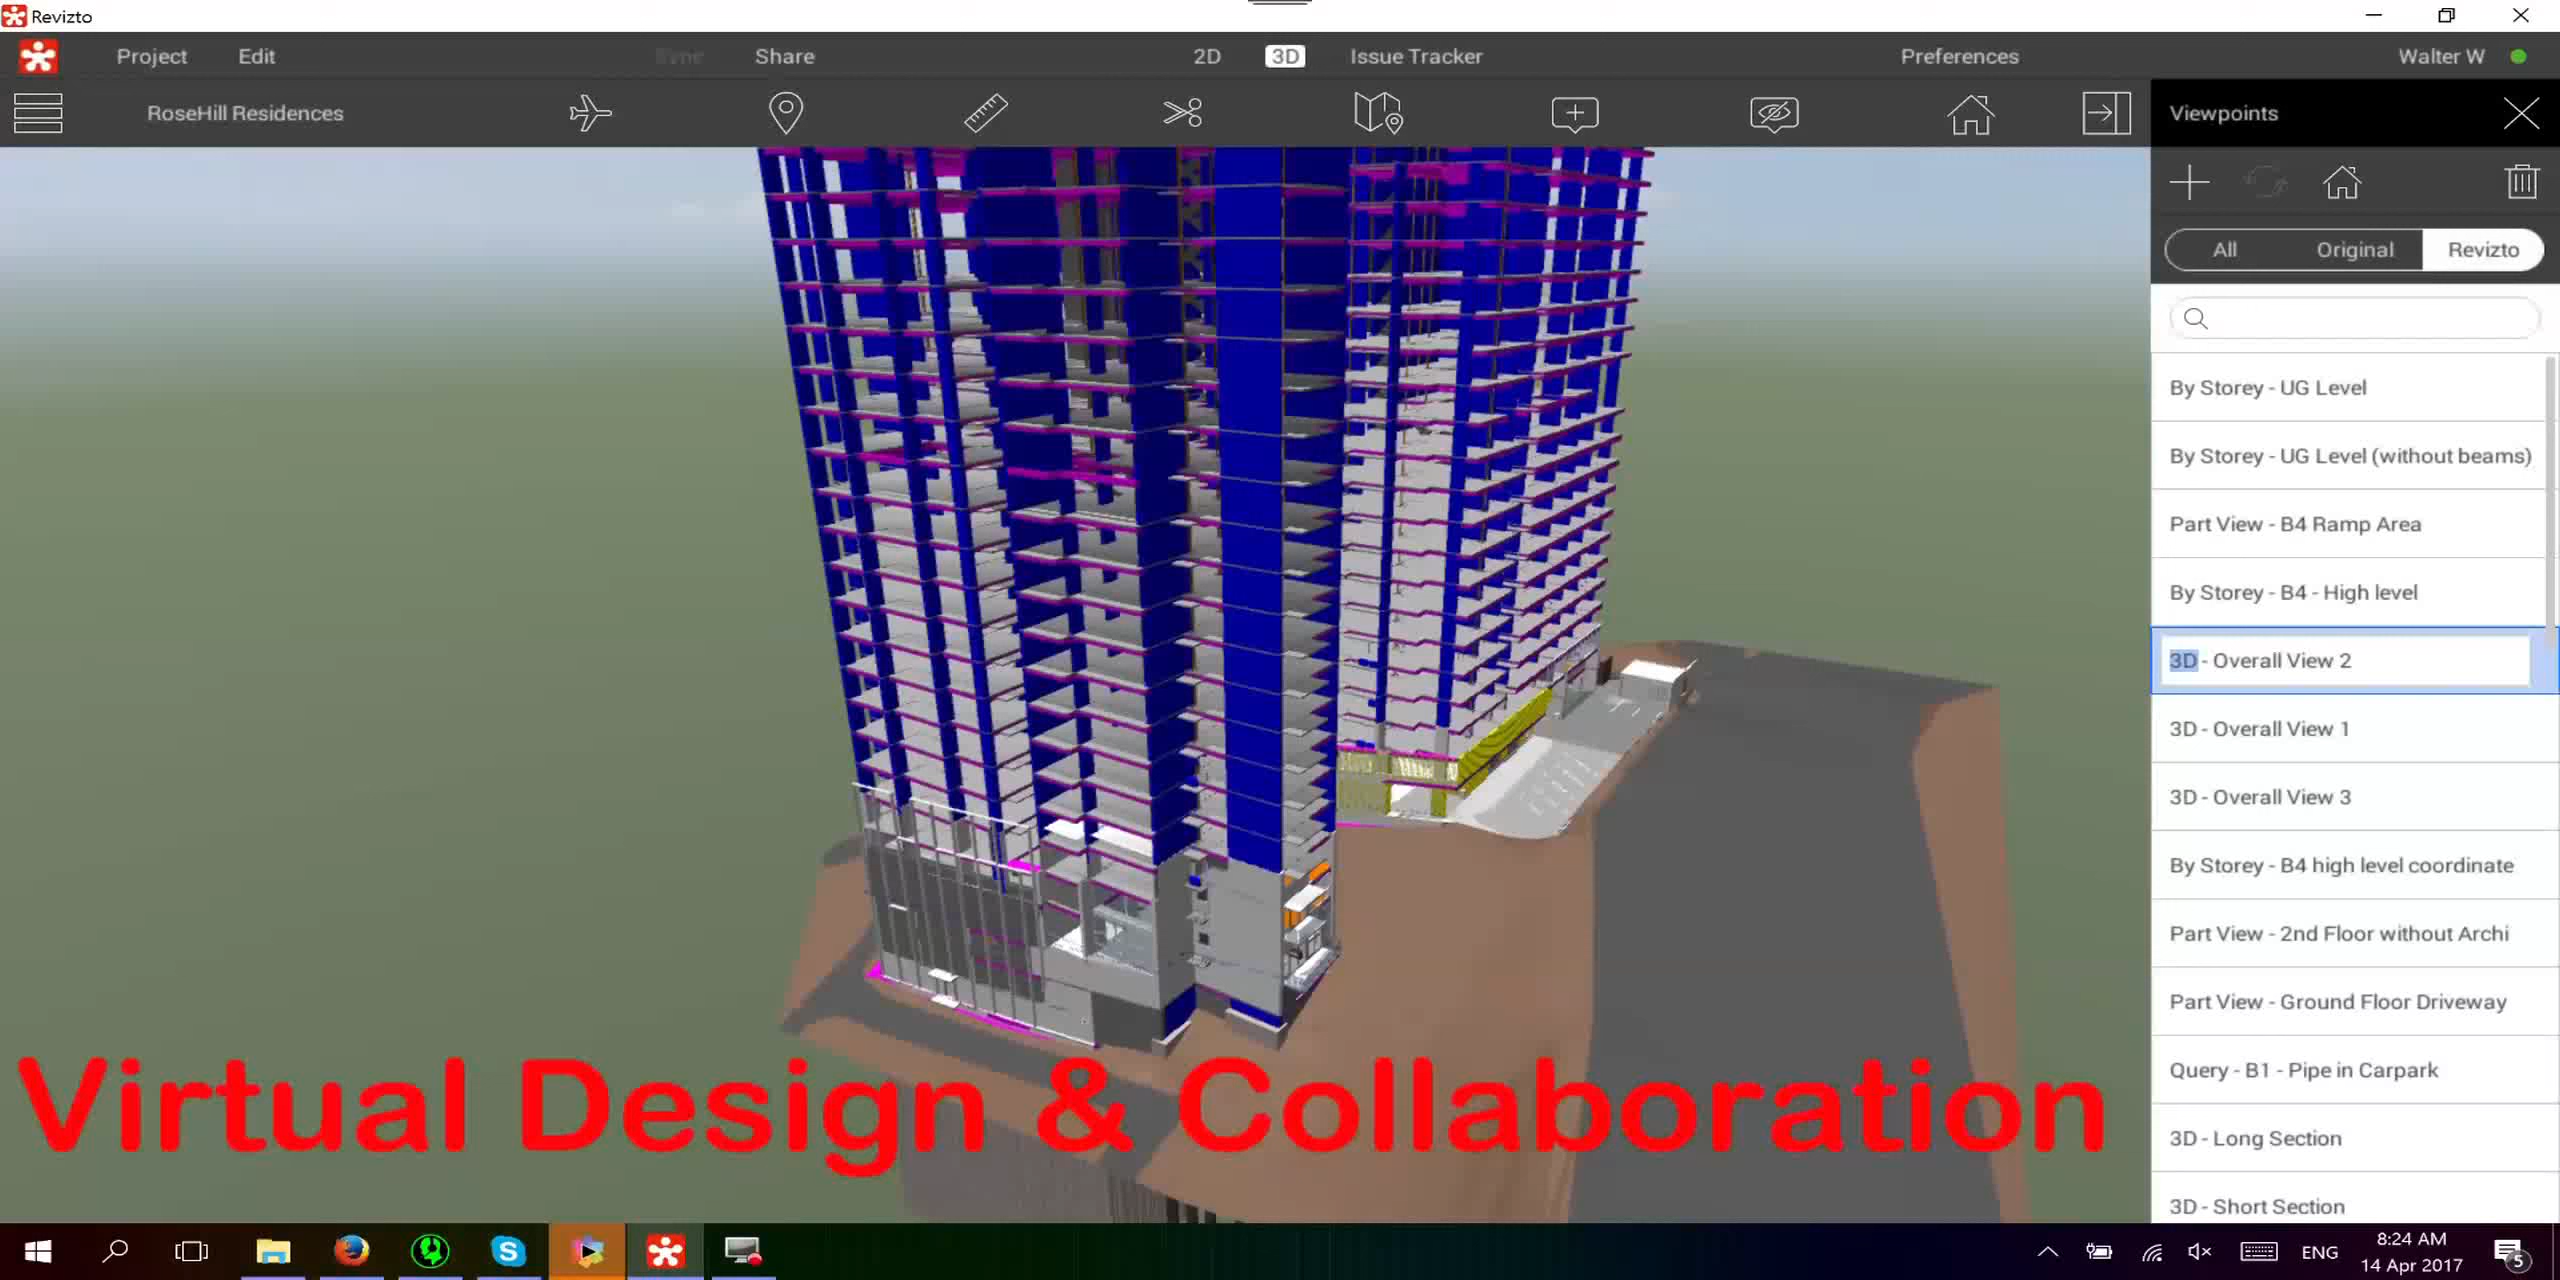 Revizto
Project Edit Sync Share 2D 3D Issue Tracker Preferences Walter W
RoseHill Residences
Viewpoints
All Original Revizto
By Storey - UG Level
By Storey - UG Level (without beams)
Part View - B4 Ramp Area
By Storey - B4 - High level
3D - Overall View 2
3D - Overall View 1
3D - Overall View 3
By Storey - B4 high level coordinate
Part View - 2nd Floor without Archi
Part View - Ground Floor Driveway
Query - B1 - Pipe in Carpark
3D - Long Section
3D - Short Section
Virtual Design & Collaboration
ENG
8:24 AM
14 Apr 2017
5